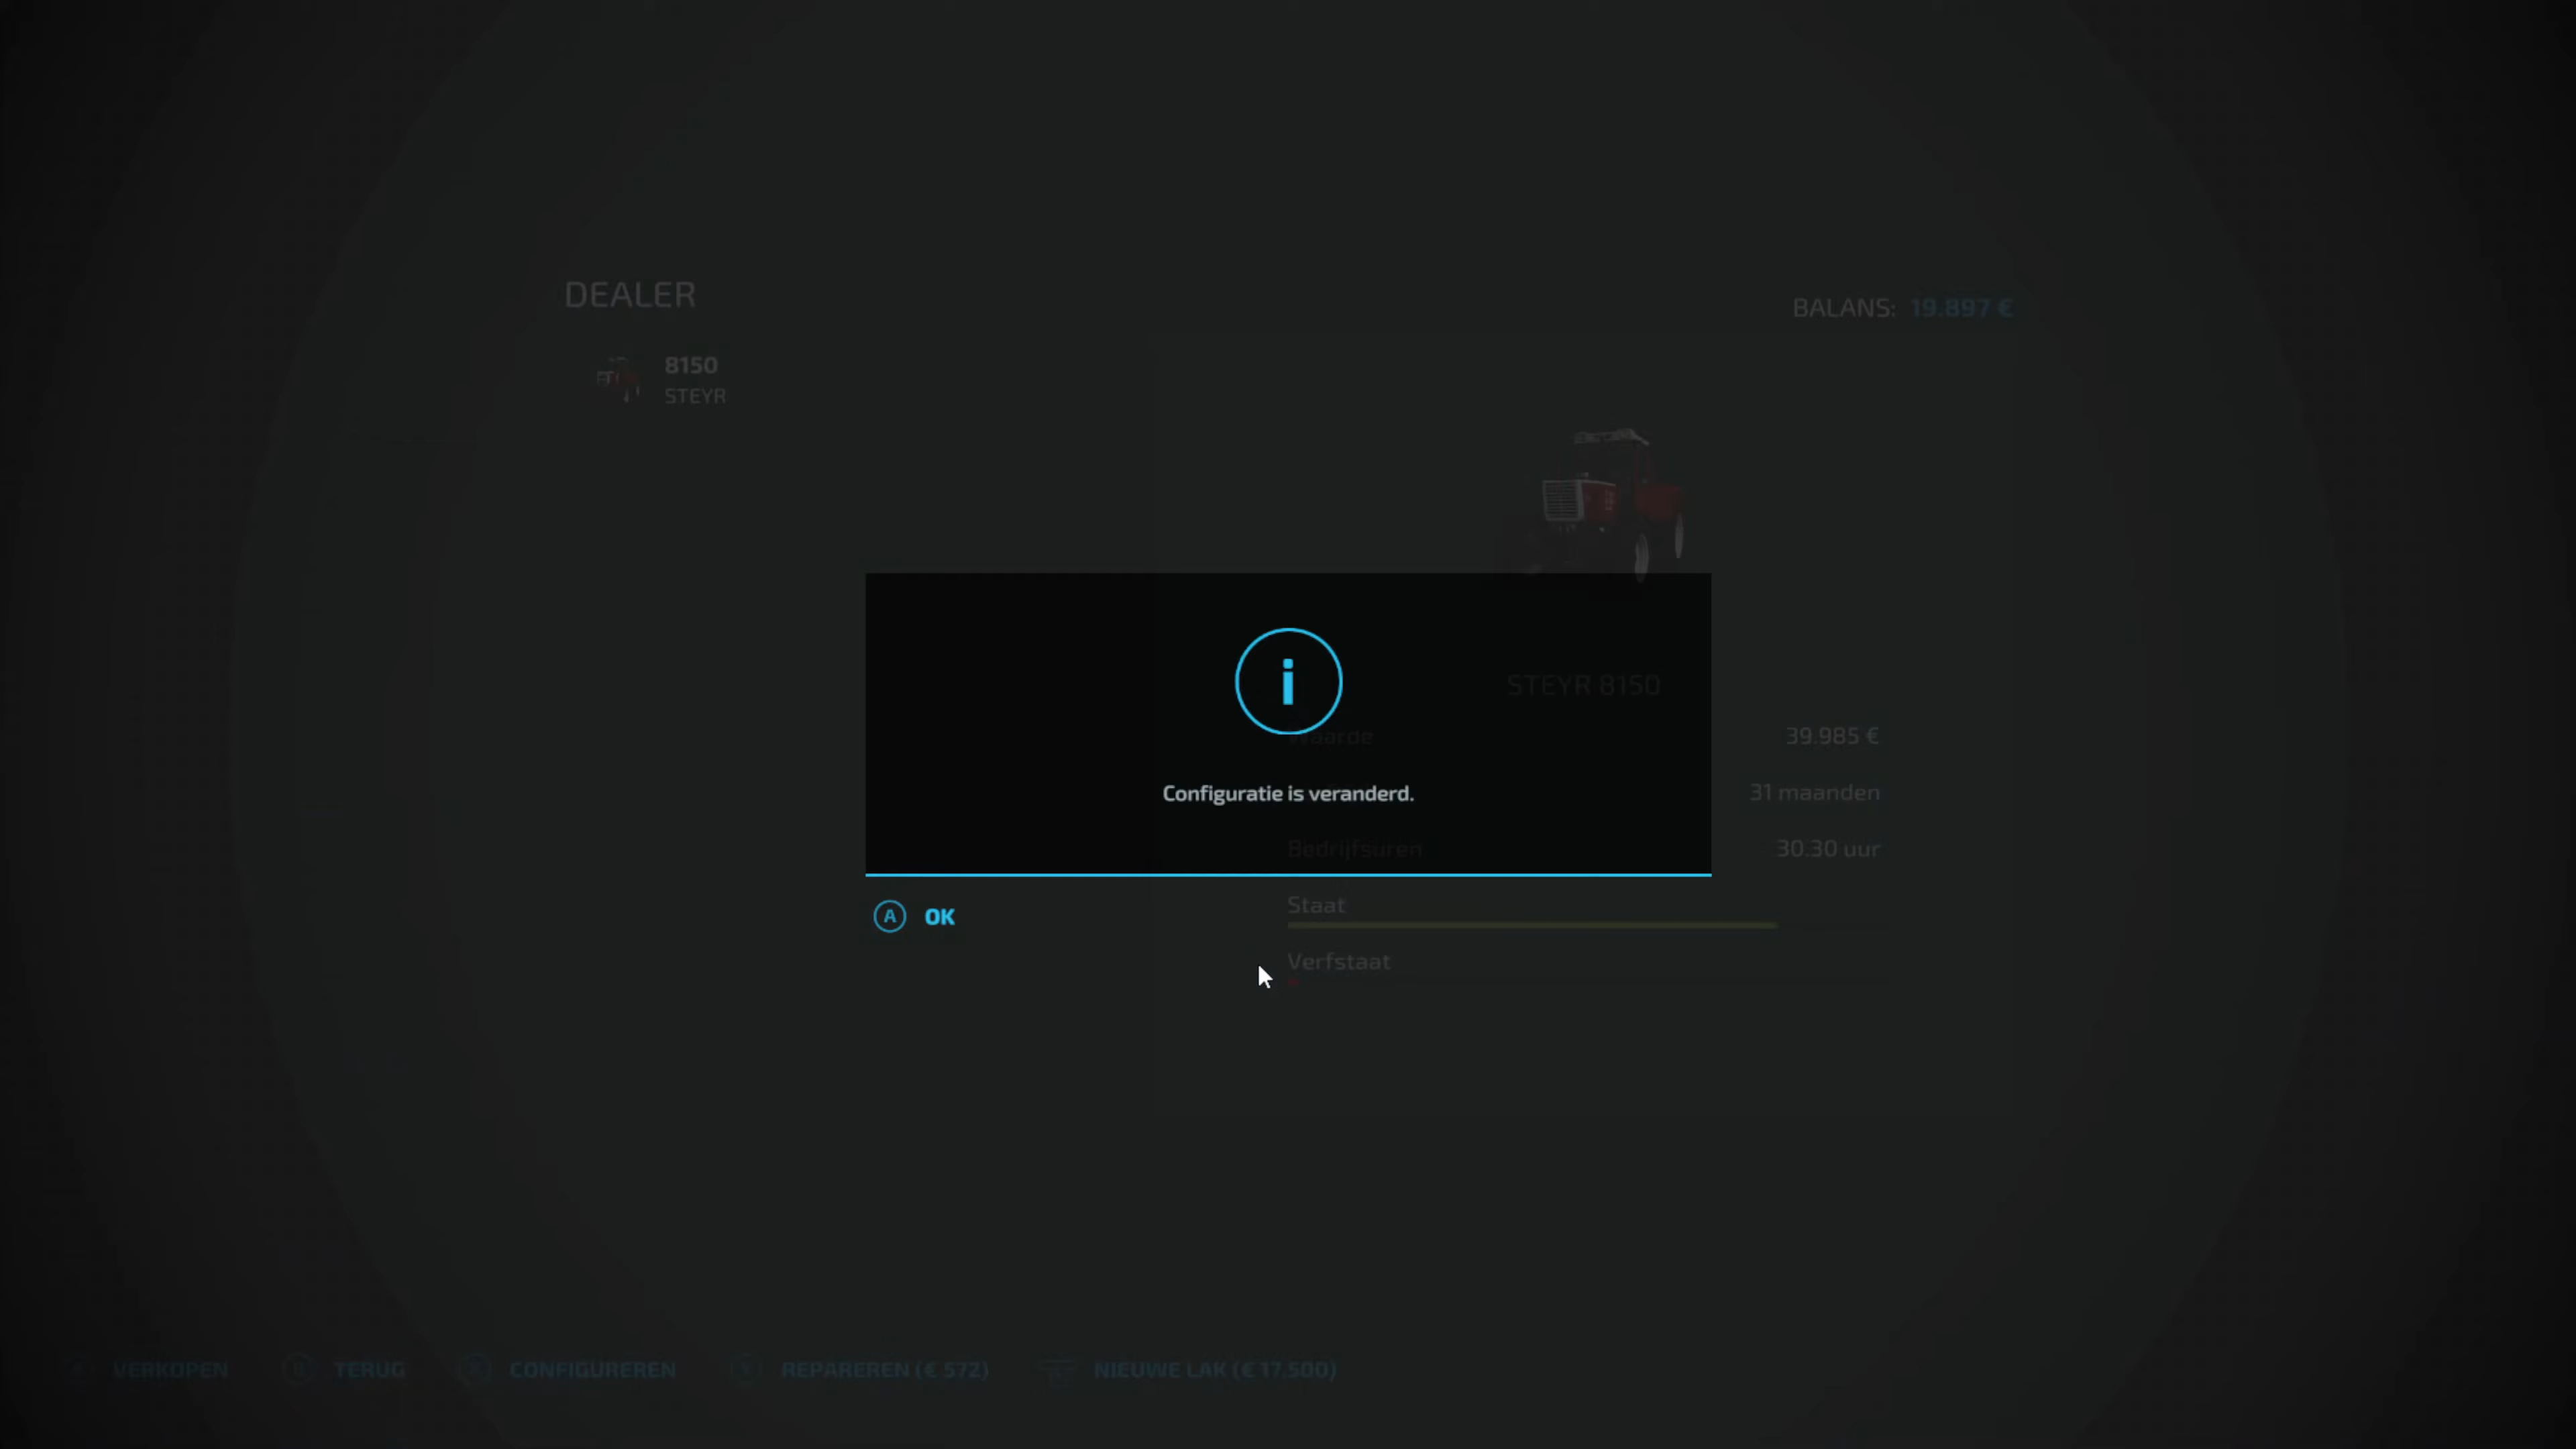 DEALER
BALANS: 19.897 €
8150
STEYR
STEYR 8150
Waarde 39.985 €
Configuratie is veranderd.
31 maanden
Bedrijfsuren 30.30 uur
A OK
Staat
Verfstaat
VERKOPEN TERUG CONFIGUREREN REPAREREN (€ 572) NIEUWE LAK (€ 17.500)